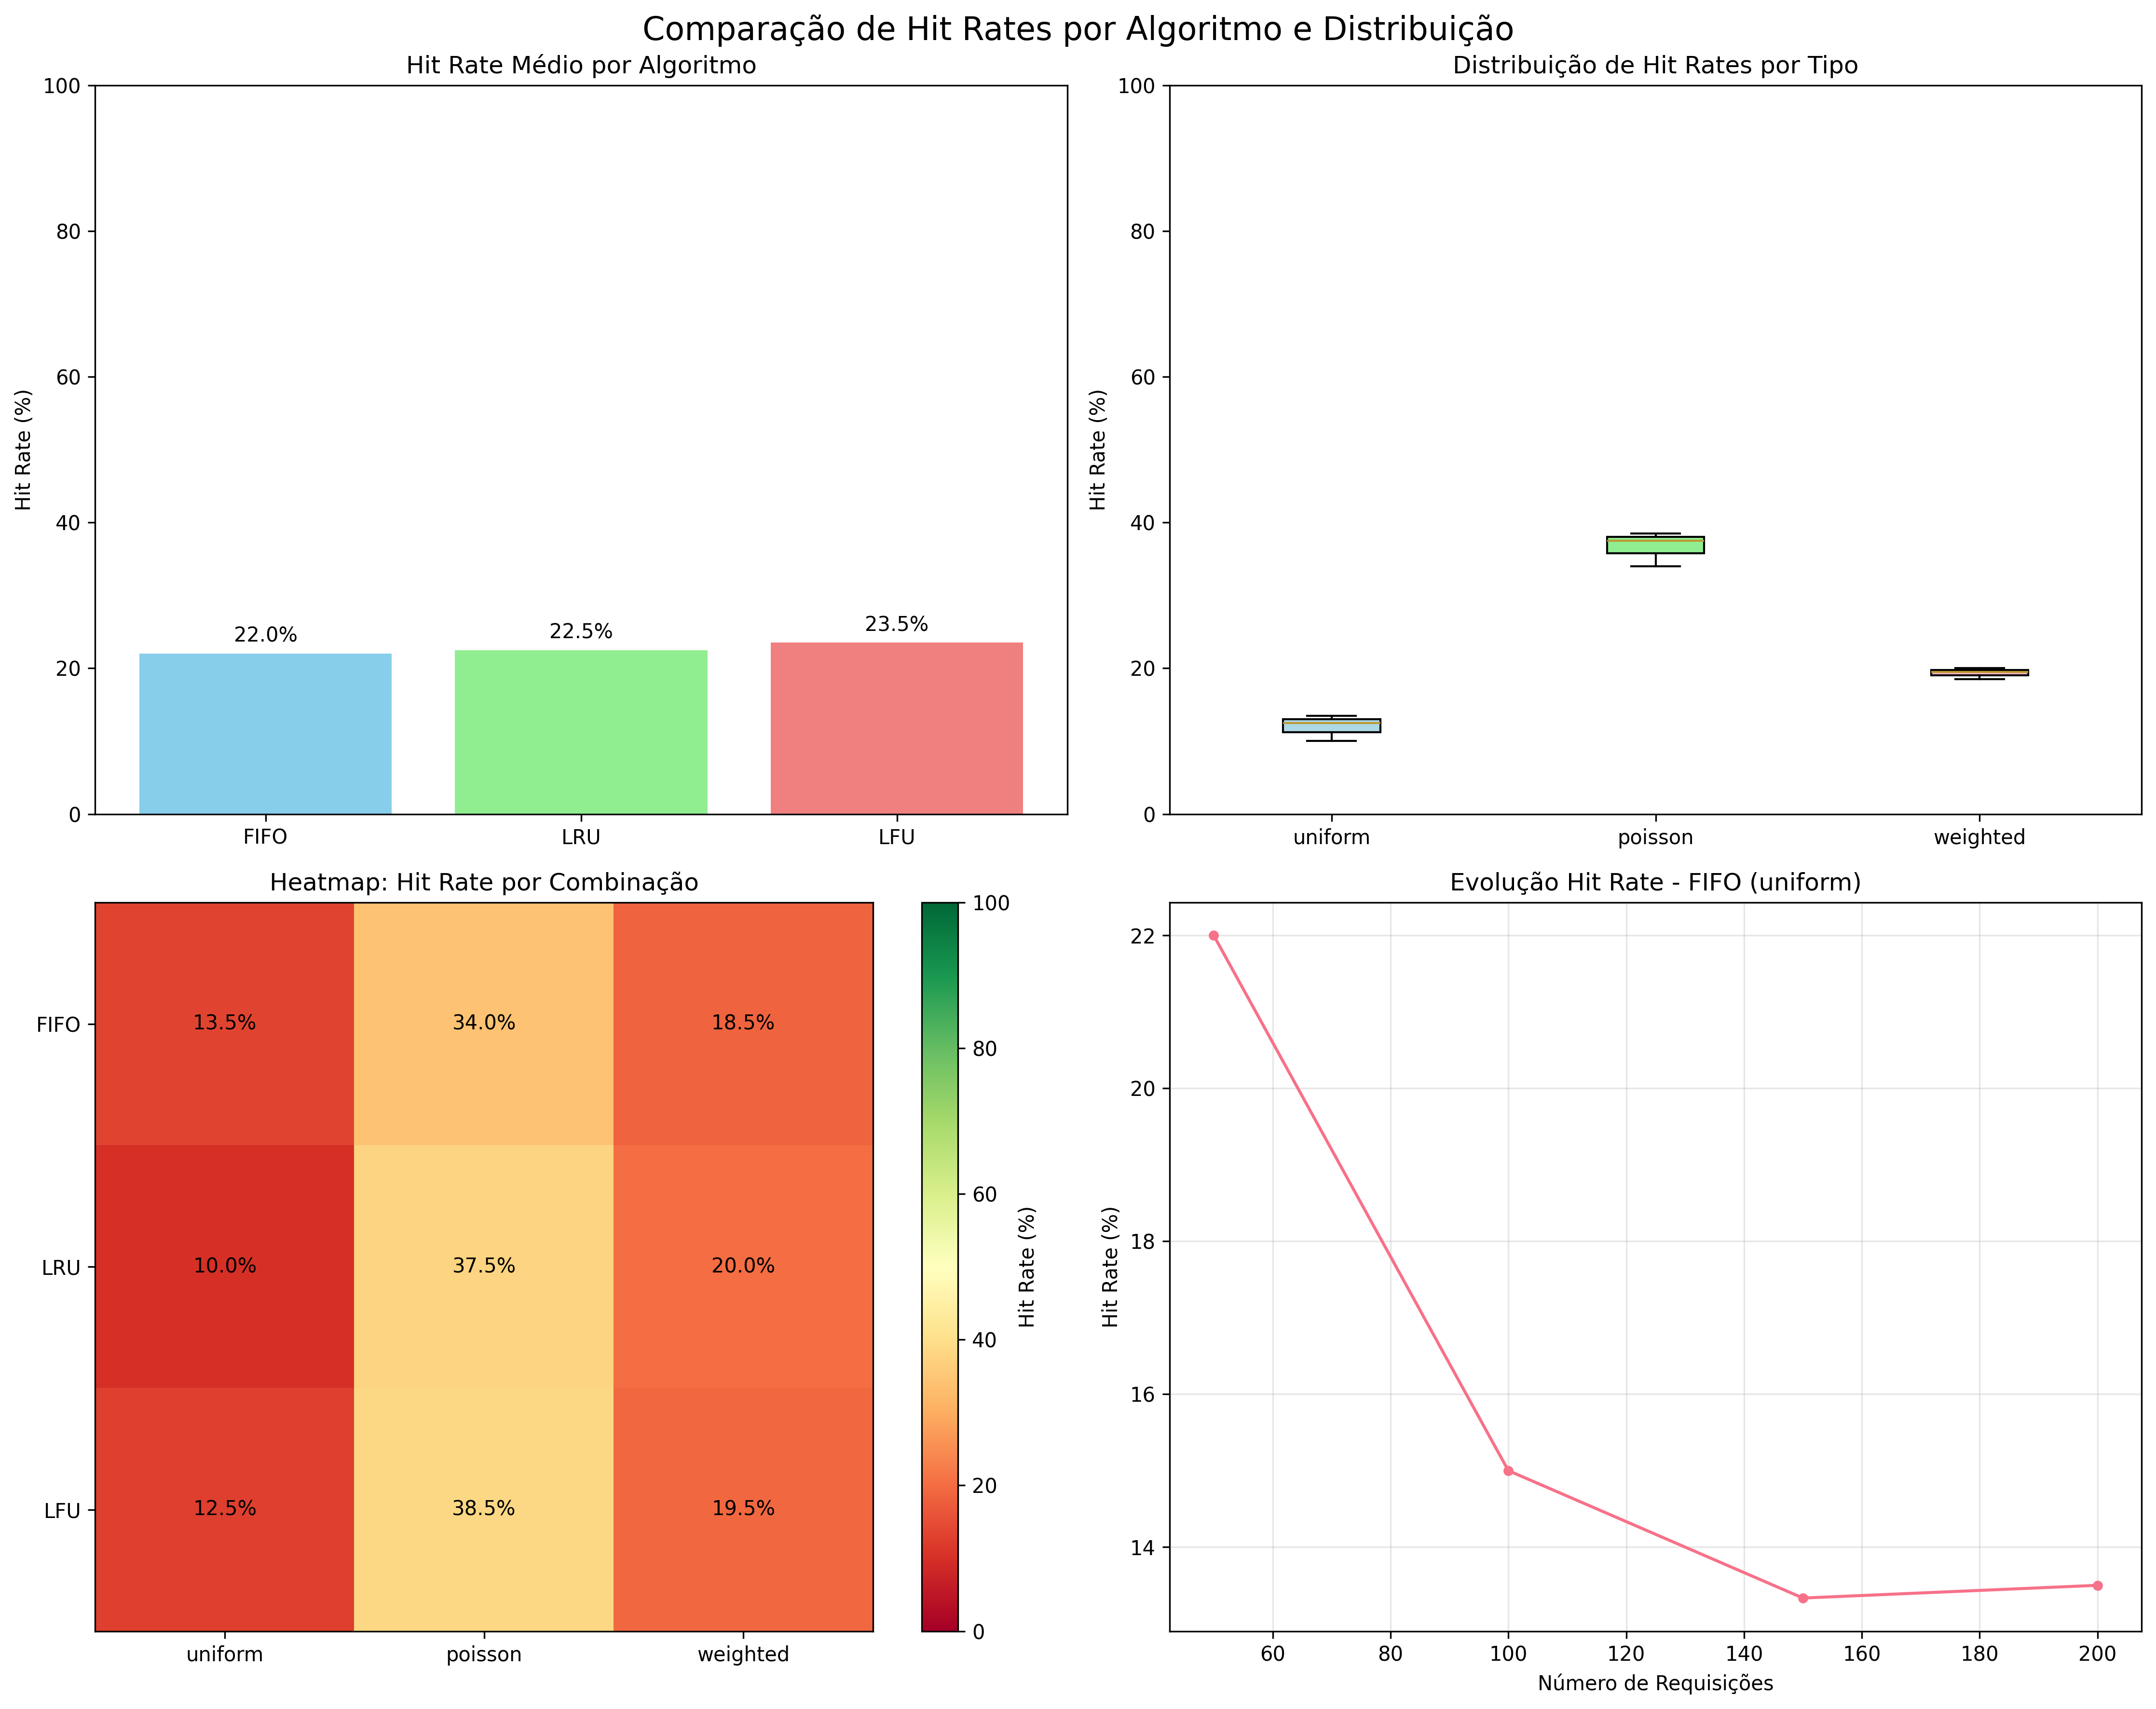 Comparação de Hit Rates por Algoritmo e Distribuição
Hit Rate Médio por Algoritmo
Hit Rate (%)
100
80
60
40
20
0
22.0%
22.5%
23.5%
FIFO
LRU
LFU
Distribuição de Hit Rates por Tipo
Hit Rate (%)
100
80
60
40
20
0
uniform
poisson
weighted
Heatmap: Hit Rate por Combinação
FIFO
13.5%
34.0%
18.5%
LRU
10.0%
37.5%
20.0%
LFU
12.5%
38.5%
19.5%
uniform
poisson
weighted
100
80
60
40
20
0
Hit Rate (%)
Evolução Hit Rate - FIFO (uniform)
Hit Rate (%)
22
20
18
16
14
60
80
100
120
140
160
180
200
Número de Requisições